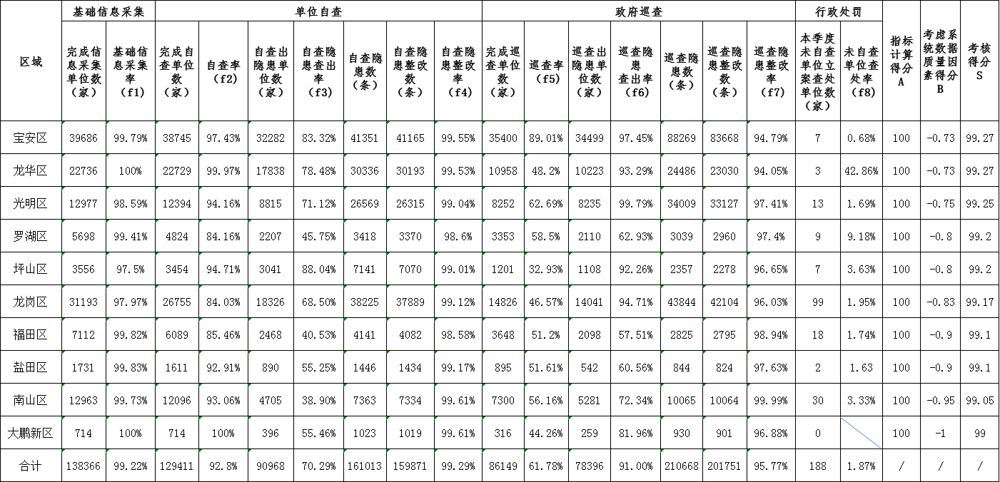 基础信息采集 单位自查 政府巡查 行政处罚
区域 完成信息采集单位数（家） 基础信息采集率（f1） 完成自查单位数（家） 自查率（f2） 自查出隐患单位数（家） 自查隐患查出率（f3） 自查隐患数（条） 自查隐患整改数（条） 自查隐患整改率（f4） 完成巡查单位数（家） 巡查率（f5） 巡查出隐患单位数（家） 巡查隐患查出率（f6） 巡查隐患数（条） 巡查隐患整改数（条） 巡查隐患整改率（f7） 本季度未自查单位立案查处单位数（家） 未自查单位查处率（f8） 指标计算得分A 考虑系统数据质量因素得分B 考核得分S
宝安区 39686 99.79% 38745 97.43% 32282 83.32% 41351 41165 99.55% 35400 89.01% 34499 97.45% 88269 83668 94.79% 7 0.68% 100 -0.73 99.27
龙华区 22736 100% 22729 99.97% 17838 78.48% 30336 30193 99.53% 10958 48.2% 10223 93.29% 24486 23030 94.05% 3 42.86% 100 -0.73 99.27
光明区 12977 98.59% 12394 94.16% 8815 71.12% 26569 26315 99.04% 8252 62.69% 8235 99.79% 34009 33127 97.41% 13 1.69% 100 -0.75 99.25
罗湖区 5698 99.41% 4824 84.16% 2207 45.75% 3418 3370 98.6% 3353 58.5% 2110 62.93% 3039 2960 97.4% 9 9.18% 100 -0.8 99.2
坪山区 3556 97.5% 3454 94.71% 3041 88.04% 7141 7070 99.01% 1201 32.93% 1108 92.26% 2357 2278 96.65% 7 3.63% 100 -0.8 99.2
龙岗区 31193 97.97% 26755 84.03% 18326 68.50% 38225 37889 99.12% 14826 46.57% 14041 94.71% 43844 42104 96.03% 99 1.95% 100 -0.83 99.17
福田区 7112 99.82% 6089 85.46% 2468 40.53% 4141 4082 98.58% 3648 51.2% 2098 57.51% 2825 2795 98.94% 18 1.74% 100 -0.9 99.1
盐田区 1731 99.83% 1611 92.91% 890 55.25% 1446 1434 99.17% 895 51.61% 542 60.56% 844 824 97.63% 2 1.63 100 -0.9 99.1
南山区 12963 99.73% 12096 93.06% 4705 38.90% 7363 7334 99.61% 7300 56.16% 5281 72.34% 10065 10064 99.99% 30 3.33% 100 -0.95 99.05
大鹏新区 714 100% 714 100% 396 55.46% 1023 1019 99.61% 316 44.26% 259 81.96% 930 901 96.88% 0 100 -1 99
合计 138366 99.22% 129411 92.8% 90968 70.29% 161013 159871 99.29% 86149 61.78% 78396 91.00% 210668 201751 95.77% 188 1.87% / / /